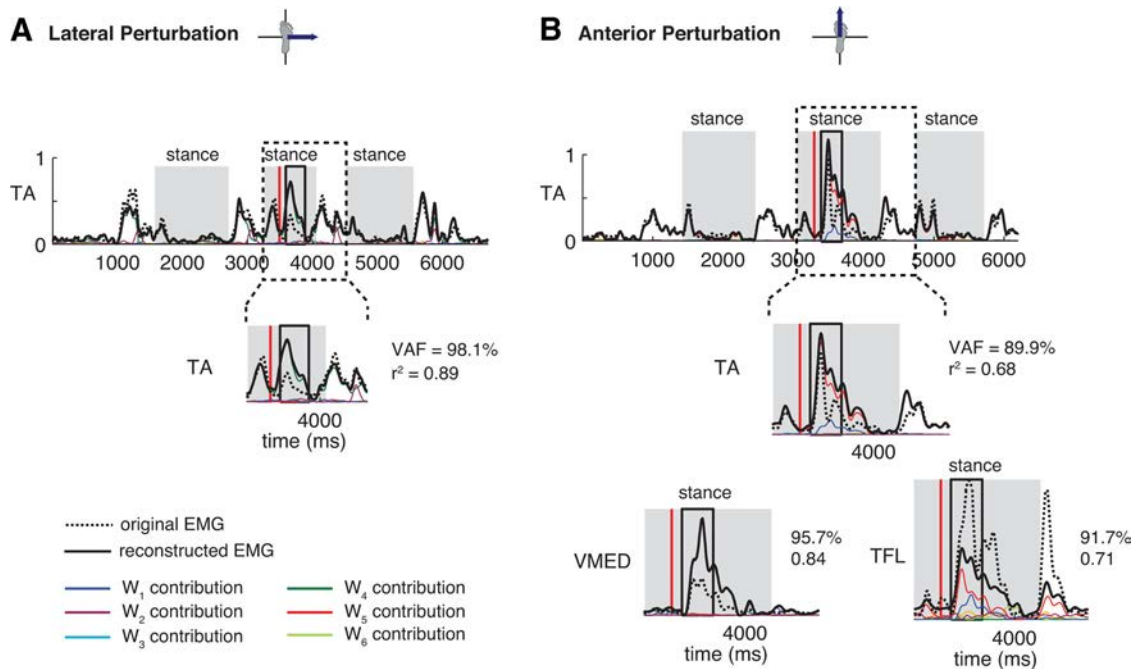 A Lateral Perturbation
stance stance stance
1
TA
0
1000 2000 3000 4000 5000 6000
TA
VAF = 98.1%
r² = 0.89
4000
time (ms)
original EMG
reconstructed EMG
W₁ contribution
W₂ contribution
W₃ contribution
W₄ contribution
W₅ contribution
W₆ contribution
B Anterior Perturbation
stance stance stance
1
TA
0
1000 2000 3000 4000 5000 6000
TA
VAF = 89.9%
r² = 0.68
4000
stance
VMED
95.7%
0.84
4000
time (ms)
stance
TFL
91.7%
0.71
4000
time (ms)